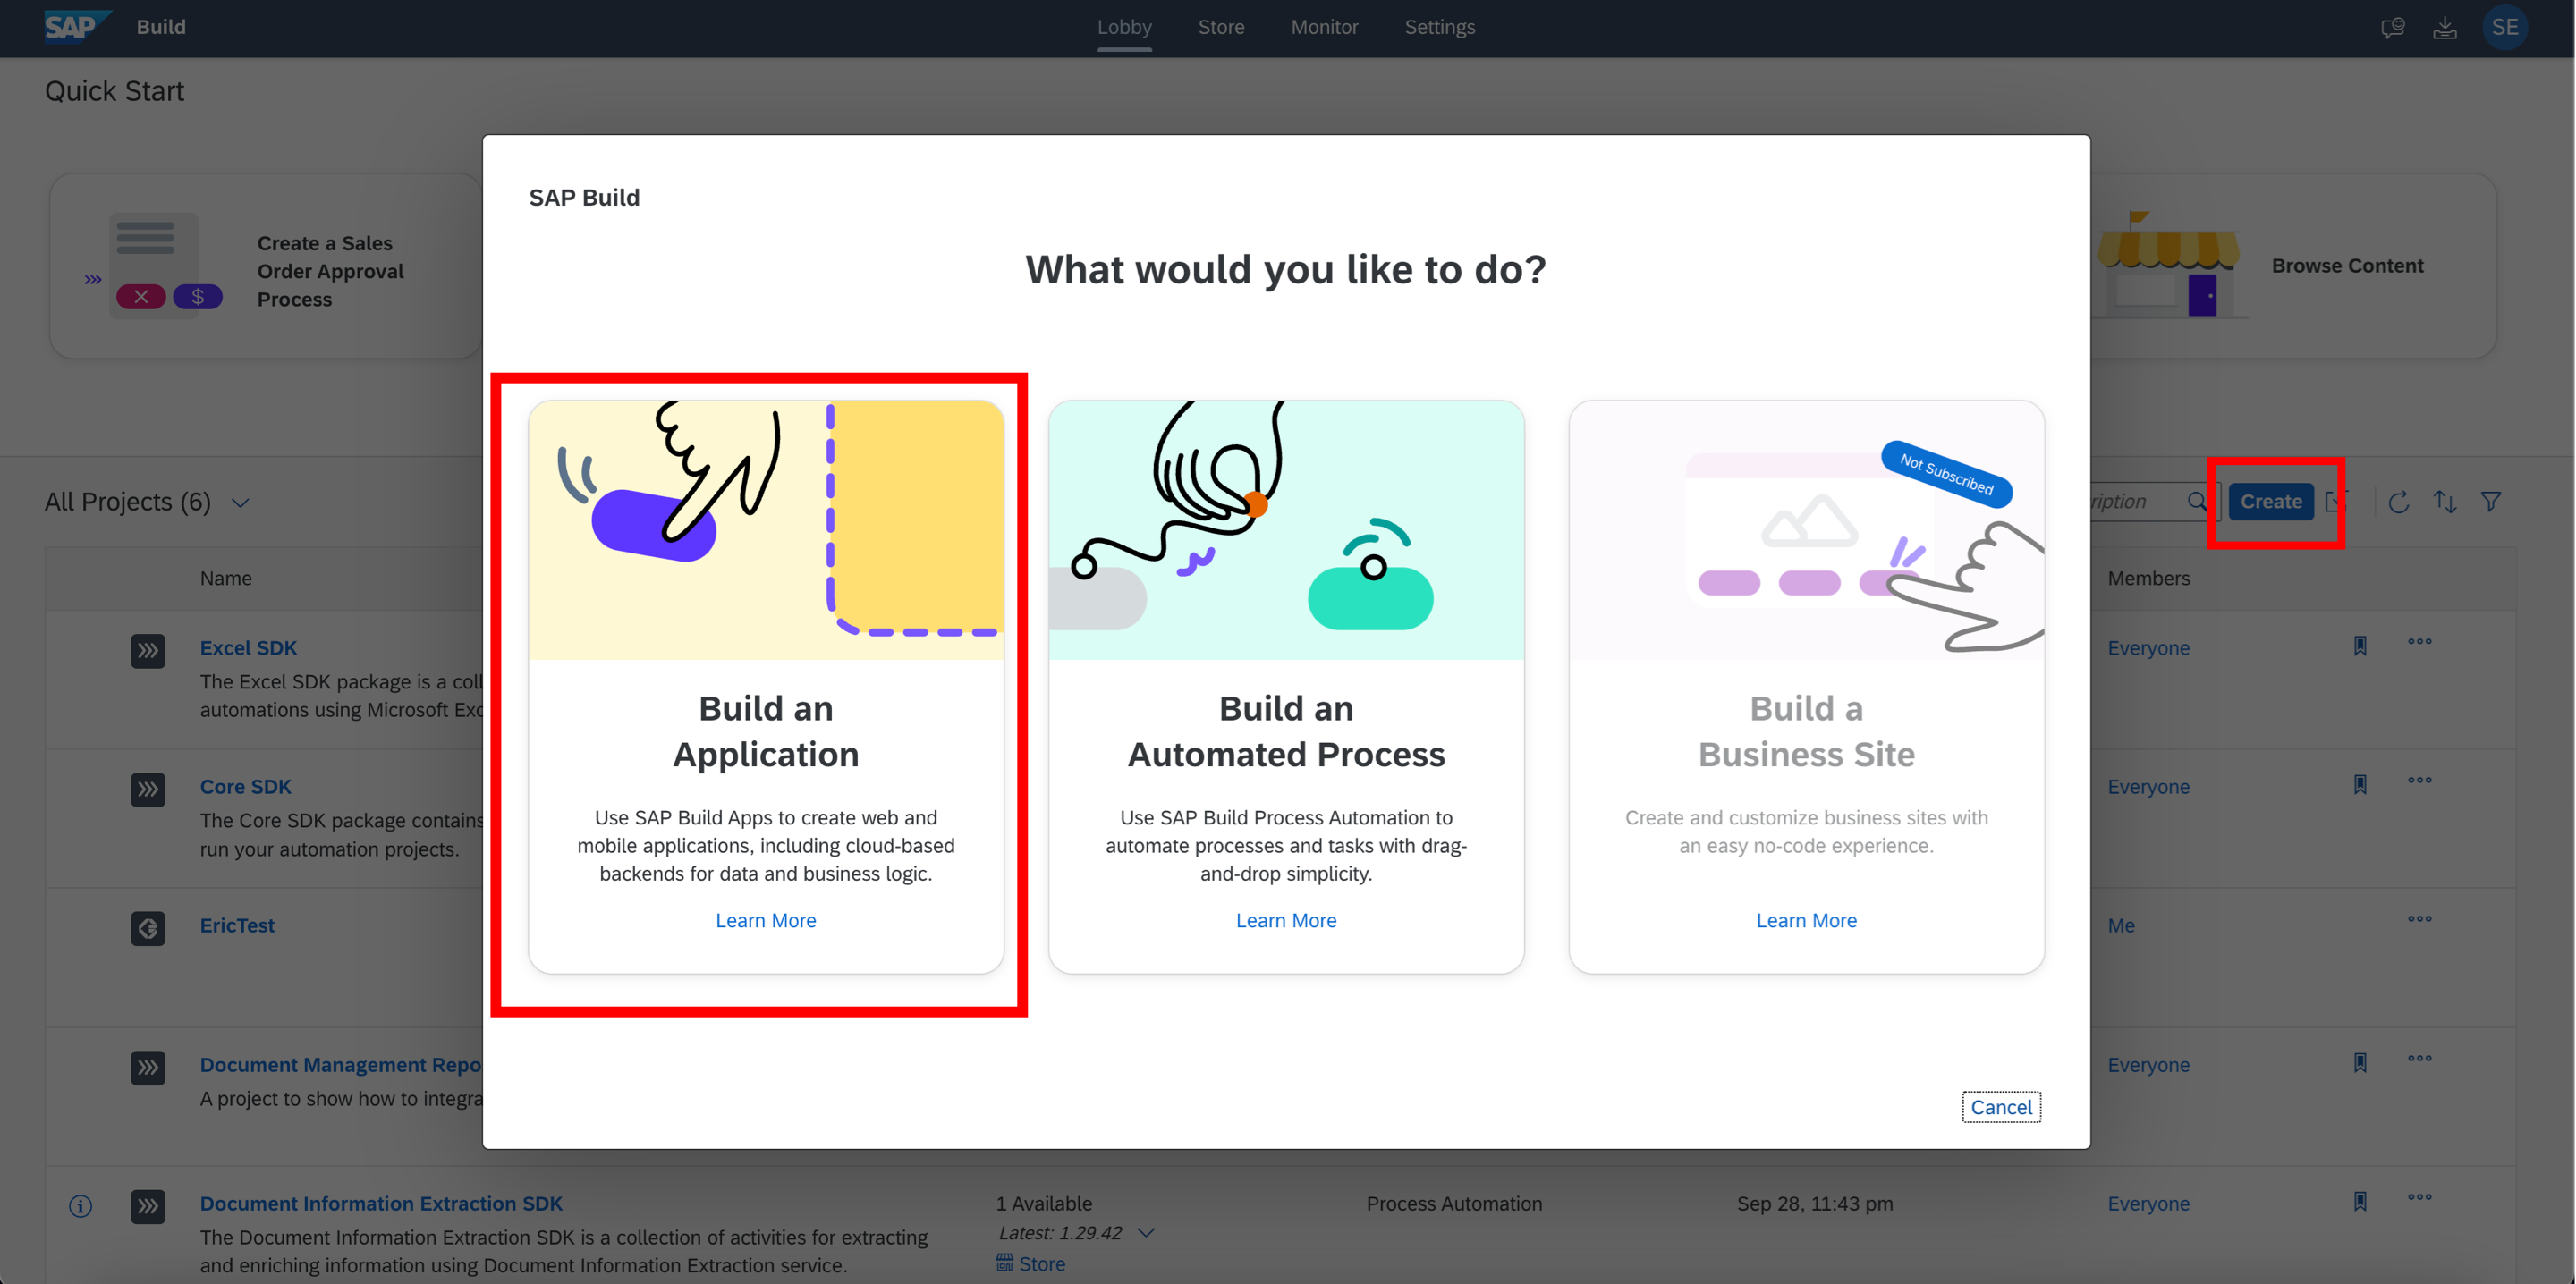 SAP Build Lobby Store Monitor Settings SE
Quick Start
Create a Sales
Order Approval
Process
$
Browse Content
SAP Build
What would you like to do?
Not Subscribed
Build an
Application
Use SAP Build Apps to create web and
mobile applications, including cloud-based
backends for data and business logic.
Learn More
Build an
Automated Process
Use SAP Build Process Automation to
automate processes and tasks with drag-
and-drop simplicity.
Learn More
Build a
Business Site
Create and customize business sites with
an easy no-code experience.
Learn More
Cancel
All Projects (6) ription Create
Name Members
Excel SDK Everyone
The Excel SDK package is a coll
automations using Microsoft Exc
Core SDK Everyone
The Core SDK package contains
run your automation projects.
EricTest Me
Document Management Repo Everyone
A project to show how to integra
Document Information Extraction SDK 1 Available Process Automation Sep 28, 11:43 pm Everyone
The Document Information Extraction SDK is a collection of activities for extracting Latest: 1.29.42
and enriching information using Document Information Extraction service. Store